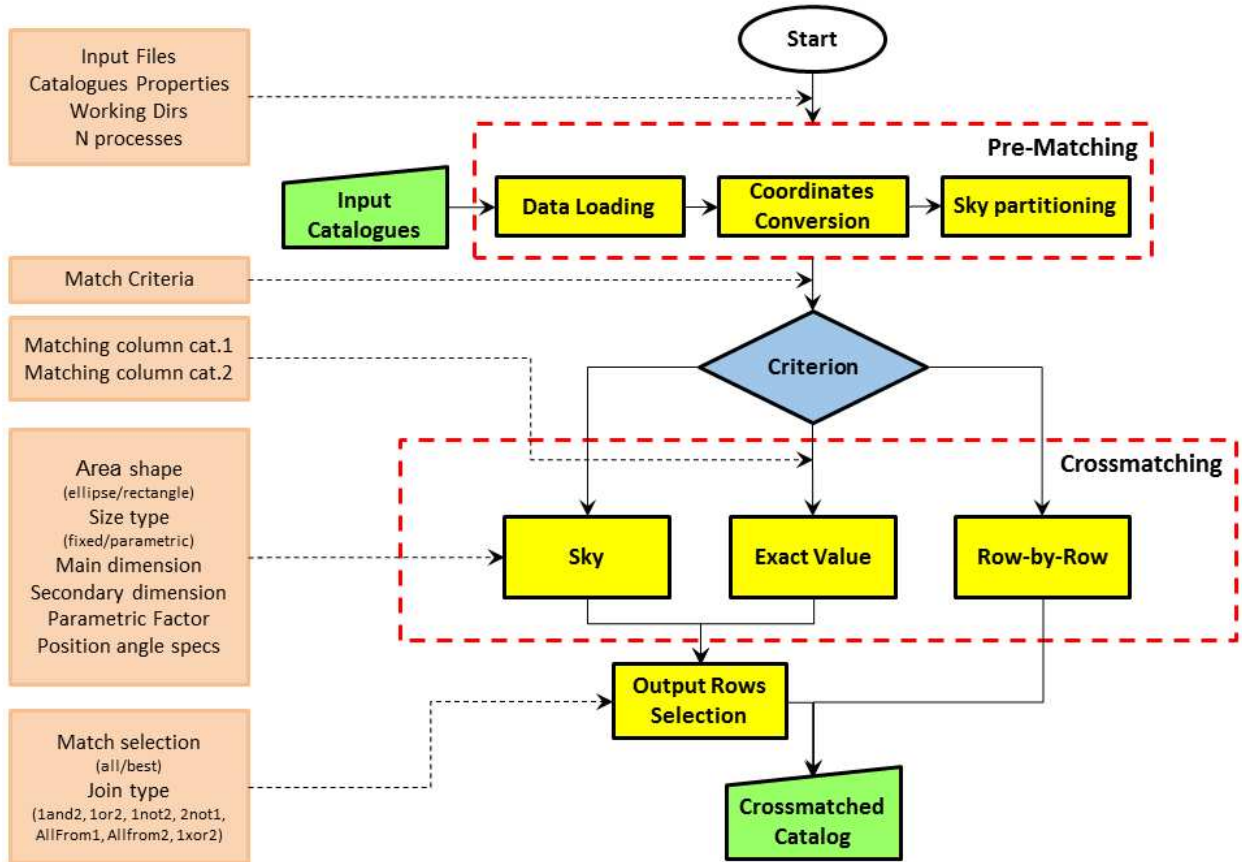 Start
Input Files
Catalogues Properties
Working Dirs
N processes
Pre-Matching
Input
Catalogues
Data Loading
Coordinates
Conversion
Sky partitioning
Match Criteria
Matching column cat.1
Matching column cat.2
Criterion
Crossmatching
Area shape
(ellipse/rectangle)
Size type
(fixed/parametric)
Main dimension
Secondary dimension
Parametric Factor
Position angle specs
Sky
Exact Value
Row-by-Row
Output Rows
Selection
Match selection
(all/best)
Join type
(1and2, 1or2, 1not2, 2not1,
AllFrom1, Allfrom2, 1xor2)
Crossmatched
Catalog